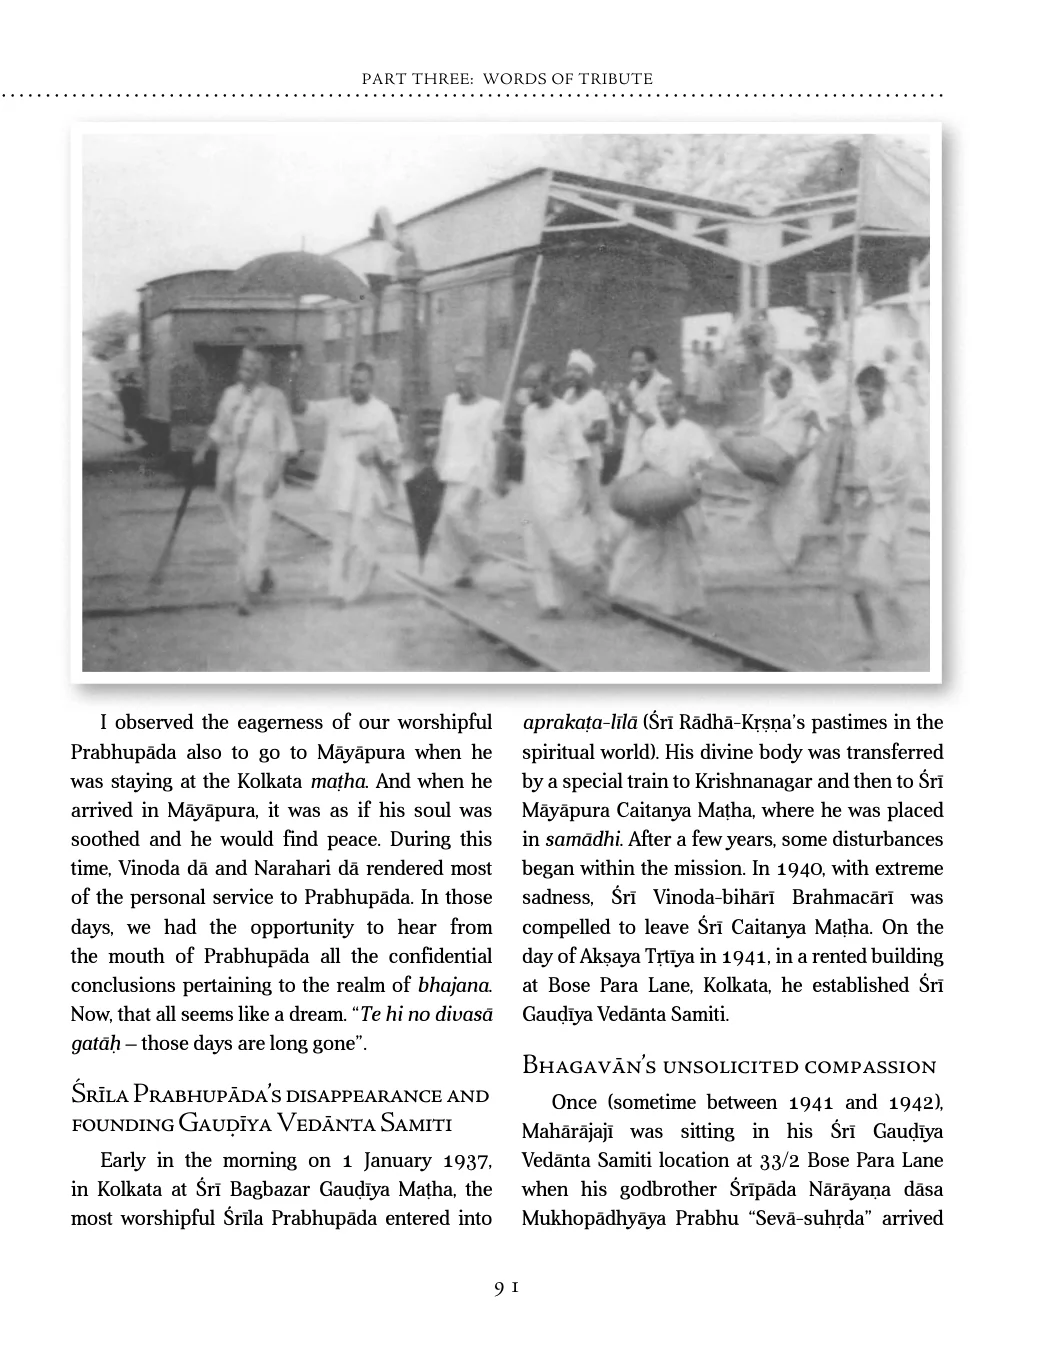 PART THREE: WORDS OF TRIBUTE
I observed the eagerness of our worshipful
Prabhupāda also to go to Māyāpura when he
was staying at the Kolkata maṭha. And when he
arrived in Māyāpura, it was as if his soul was
soothed and he would find peace. During this
time, Vinoda dā and Narahari dā rendered most
of the personal service to Prabhupāda. In those
days, we had the opportunity to hear from
the mouth of Prabhupāda all the confidential
conclusions pertaining to the realm of bhajana.
Now, that all seems like a dream. “Te hi no divasā
gatāḥ – those days are long gone”.
Śrīla Prabhupāda’s disappearance and
founding Gauḍīya Vedānta Samiti
Early in the morning on 1 January 1937,
in Kolkata at Śrī Bagbazar Gauḍīya Maṭha, the
most worshipful Śrīla Prabhupāda entered into
aprakaṭa-līlā (Śrī Rādhā-Kṛṣṇa’s pastimes in the
spiritual world). His divine body was transferred
by a special train to Krishnanagar and then to Śrī
Māyāpura Caitanya Maṭha, where he was placed
in samādhi. After a few years, some disturbances
began within the mission. In 1940, with extreme
sadness, Śrī Vinoda-bihārī Brahmacārī was
compelled to leave Śrī Caitanya Maṭha. On the
day of Akṣaya Tṛtīya in 1941, in a rented building
at Bose Para Lane, Kolkata, he established Śrī
Gauḍīya Vedānta Samiti.
Bhagavān’s unsolicited compassion
Once (sometime between 1941 and 1942),
Mahārājajī was sitting in his Śrī Gauḍīya
Vedānta Samiti location at 33/2 Bose Para Lane
when his godbrother Śrīpāda Nārāyaṇa dāsa
Mukhopādhyāya Prabhu “Sevā-suhṛda” arrived
91